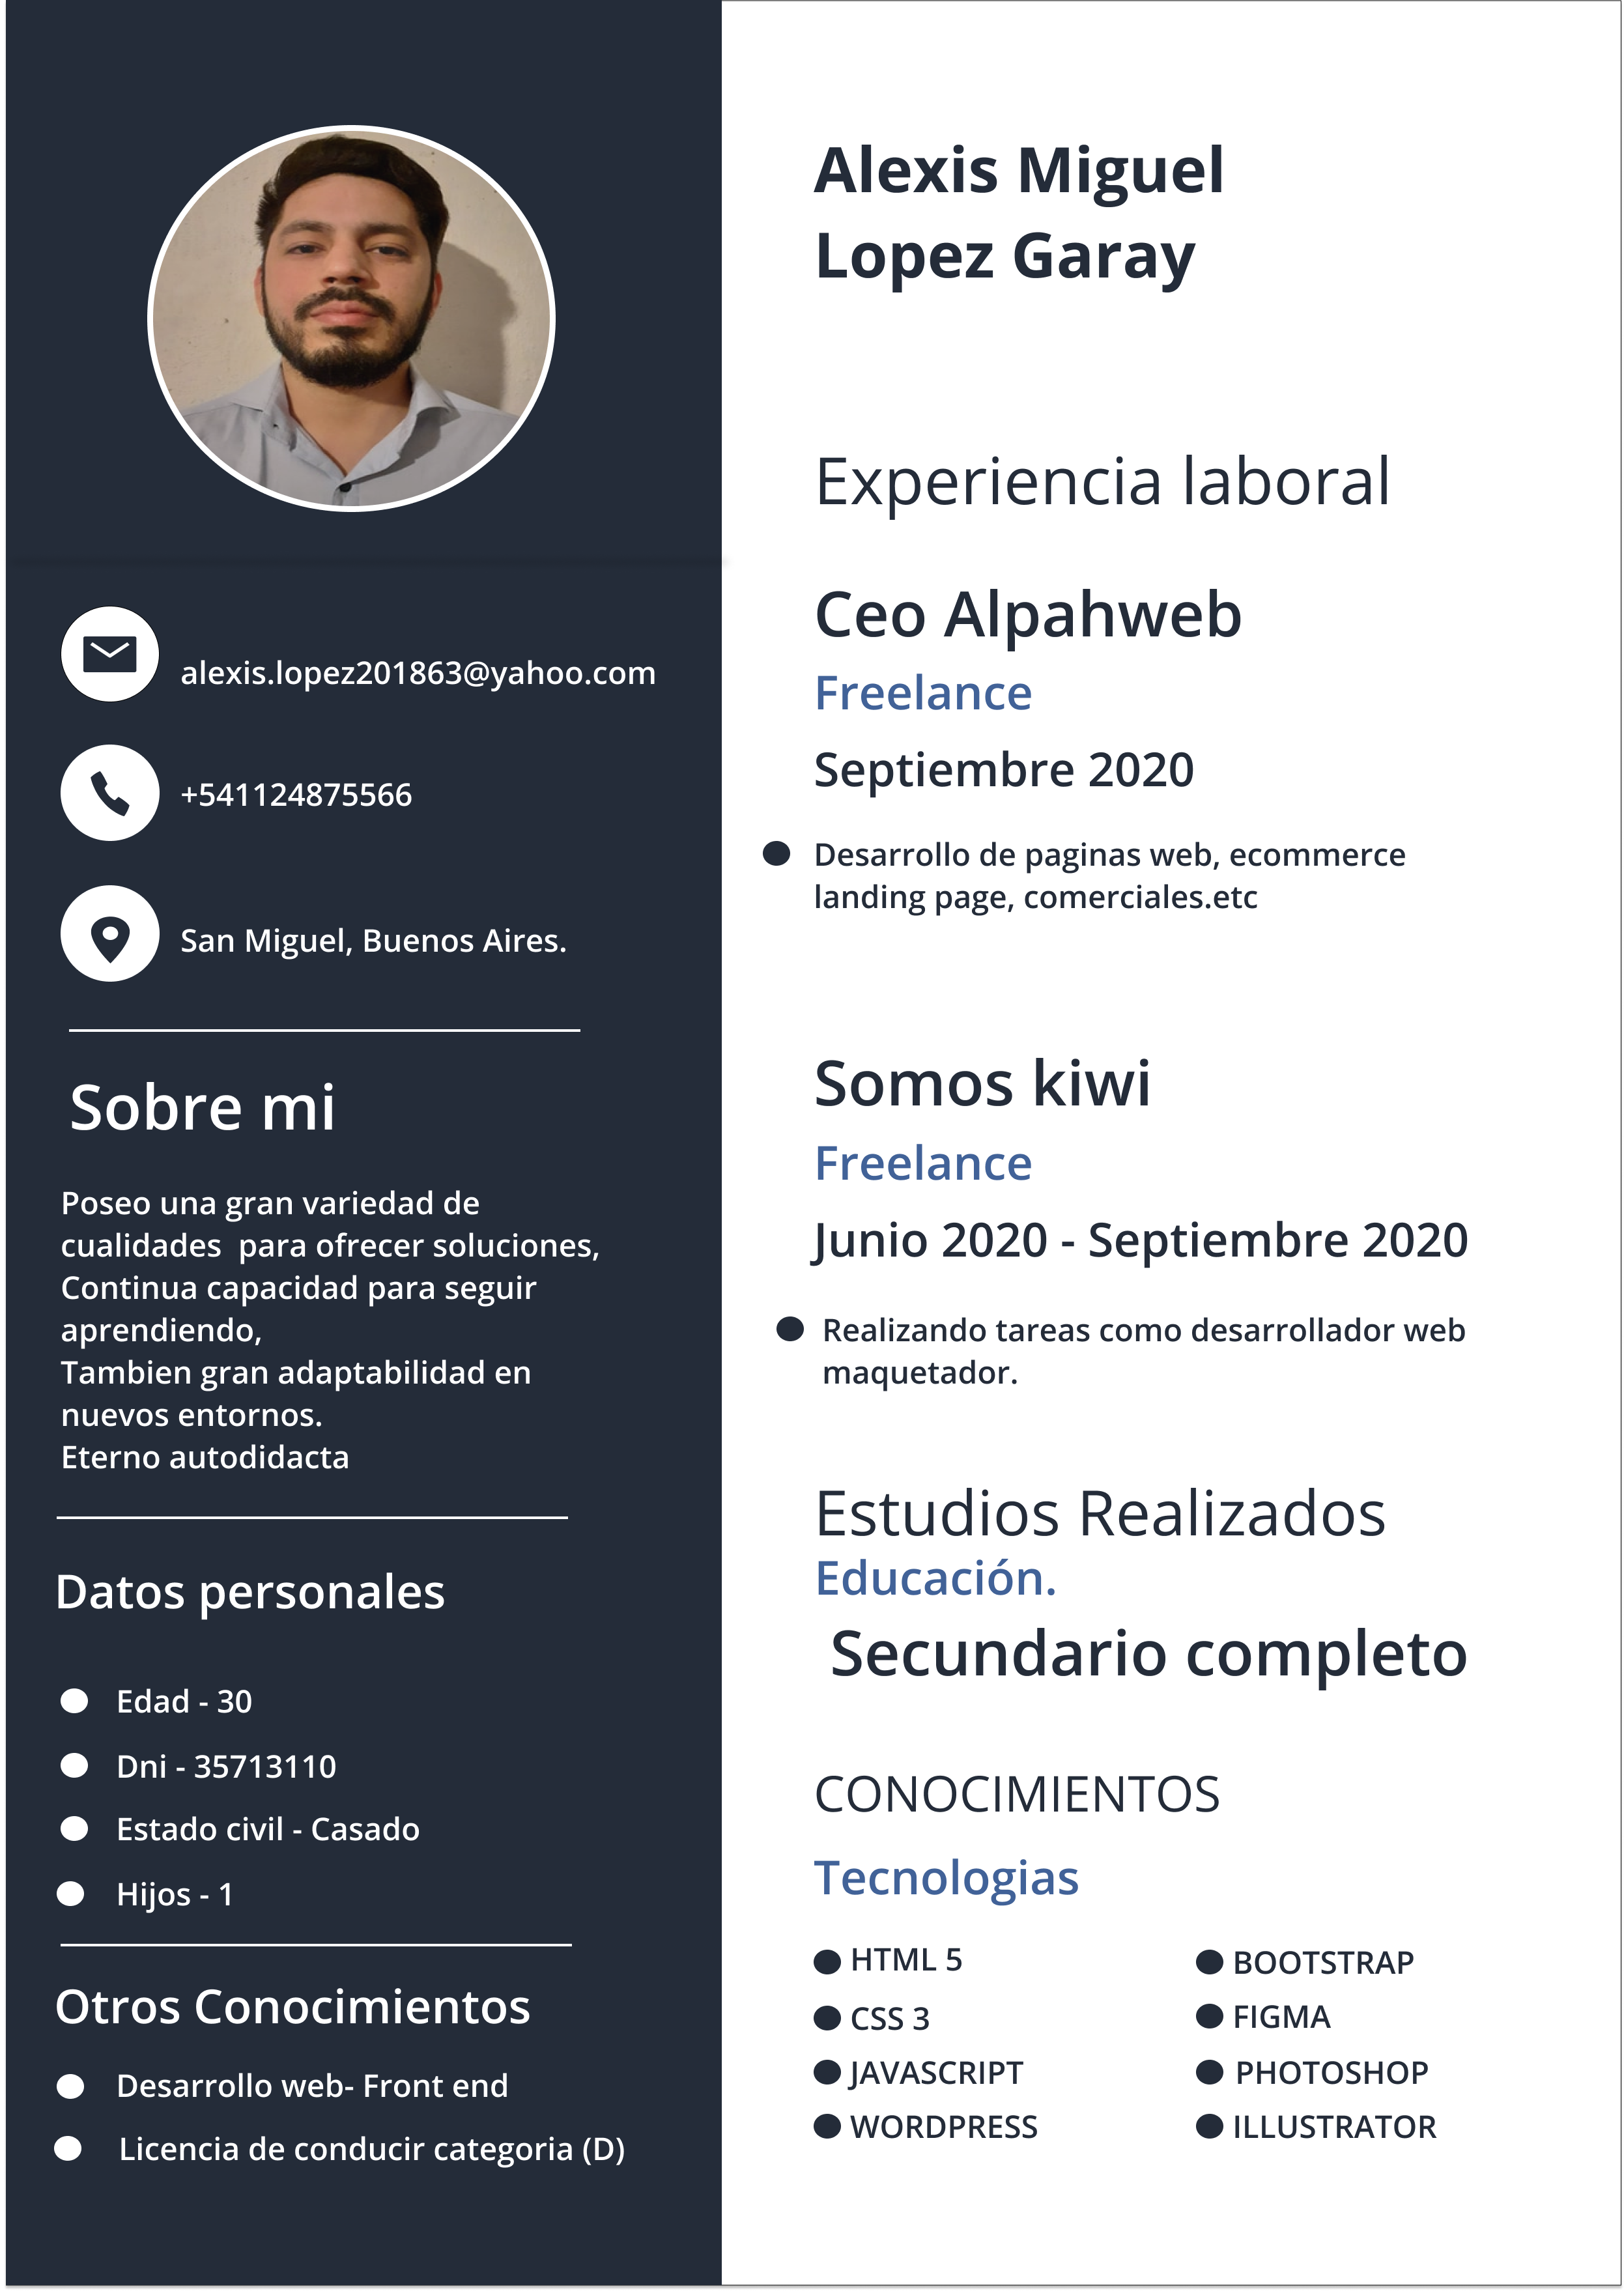 alexis.lopez201863@yahoo.com
+541124875566
San Miguel, Buenos Aires.
Sobre mi
Poseo una gran variedad de
cualidades  para ofrecer soluciones,
Continua capacidad para seguir
aprendiendo,
Tambien gran adaptabilidad en
nuevos entornos.
Eterno autodidacta
Datos personales
Edad - 30
Dni - 35713110
Estado civil - Casado
Hijos - 1
Otros Conocimientos
Desarrollo web- Front end
Licencia de conducir categoria (D)
Alexis Miguel
Lopez Garay
Experiencia laboral
Ceo Alpahweb
Freelance
Septiembre 2020
Desarrollo de paginas web, ecommerce
landing page, comerciales.etc
Somos kiwi
Freelance
Junio 2020 - Septiembre 2020
Realizando tareas como desarrollador web
maquetador.
Estudios Realizados
Educación.
Secundario completo
CONOCIMIENTOS
Tecnologias
HTML 5
CSS 3
JAVASCRIPT
WORDPRESS
BOOTSTRAP
FIGMA
PHOTOSHOP
ILLUSTRATOR